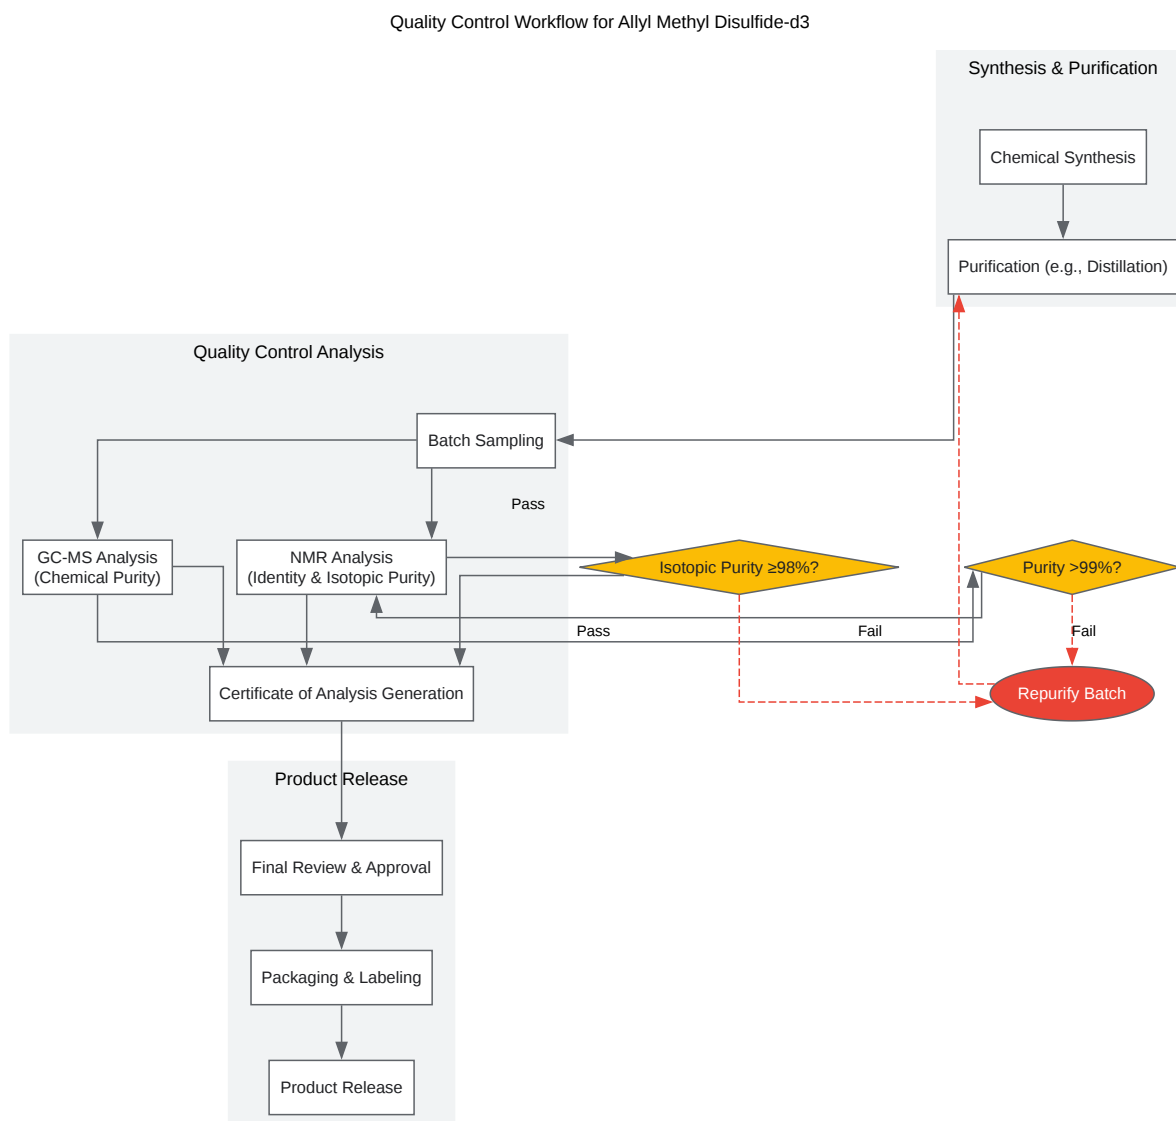 Quality Control Workflow for Allyl Methyl Disulfide-d3
Synthesis & Purification
Chemical Synthesis
Purification (e.g., Distillation)
Quality Control Analysis
Batch Sampling
Pass
GC-MS Analysis
(Chemical Purity)
NMR Analysis
(Identity & Isotopic Purity)
Isotopic Purity ≥98%?
Purity >99%?
Pass
Fail
Fail
Certificate of Analysis Generation
Repurify Batch
Product Release
Final Review & Approval
Packaging & Labeling
Product Release